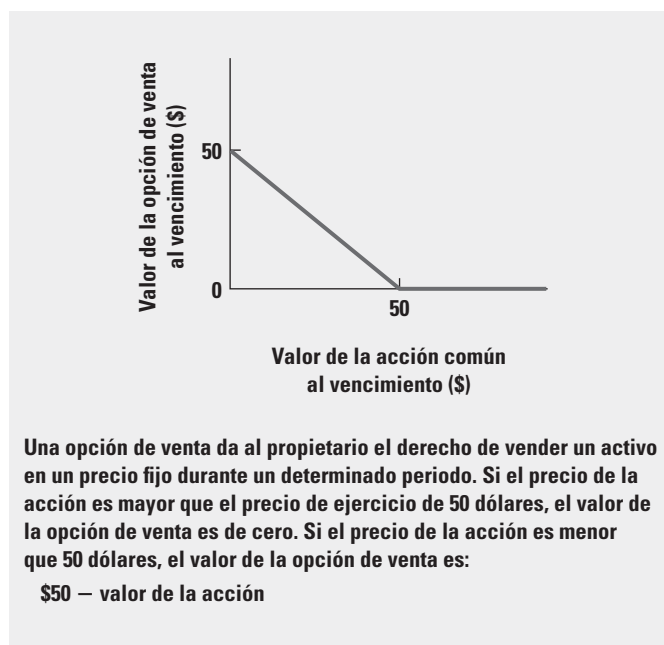 Valor de la opción de venta
al vencimiento ($)
50
0
50
Valor de la acción común
al vencimiento ($)
Una opción de venta da al propietario el derecho de vender un activo
en un precio fijo durante un determinado periodo. Si el precio de la
acción es mayor que el precio de ejercicio de 50 dólares, el valor de
la opción de venta es de cero. Si el precio de la acción es menor
que 50 dólares, el valor de la opción de venta es:
$50 − valor de la acción